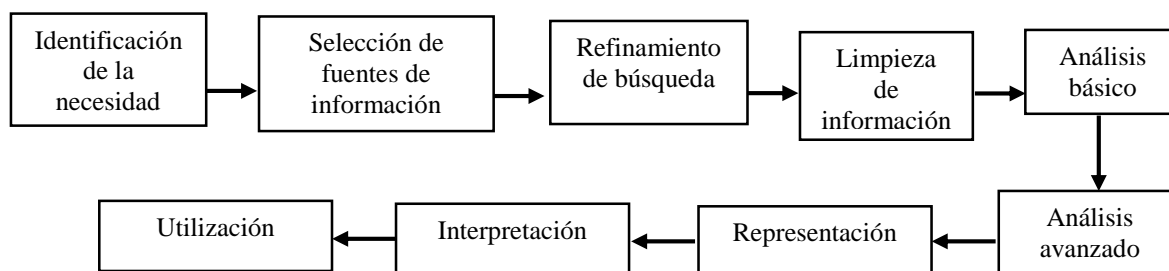 Identificación
de la
necesidad
Selección de
fuentes de
información
Refinamiento
de búsqueda
Limpieza
de
información
Análisis
básico
Análisis
avanzado
Representación
Interpretación
Utilización